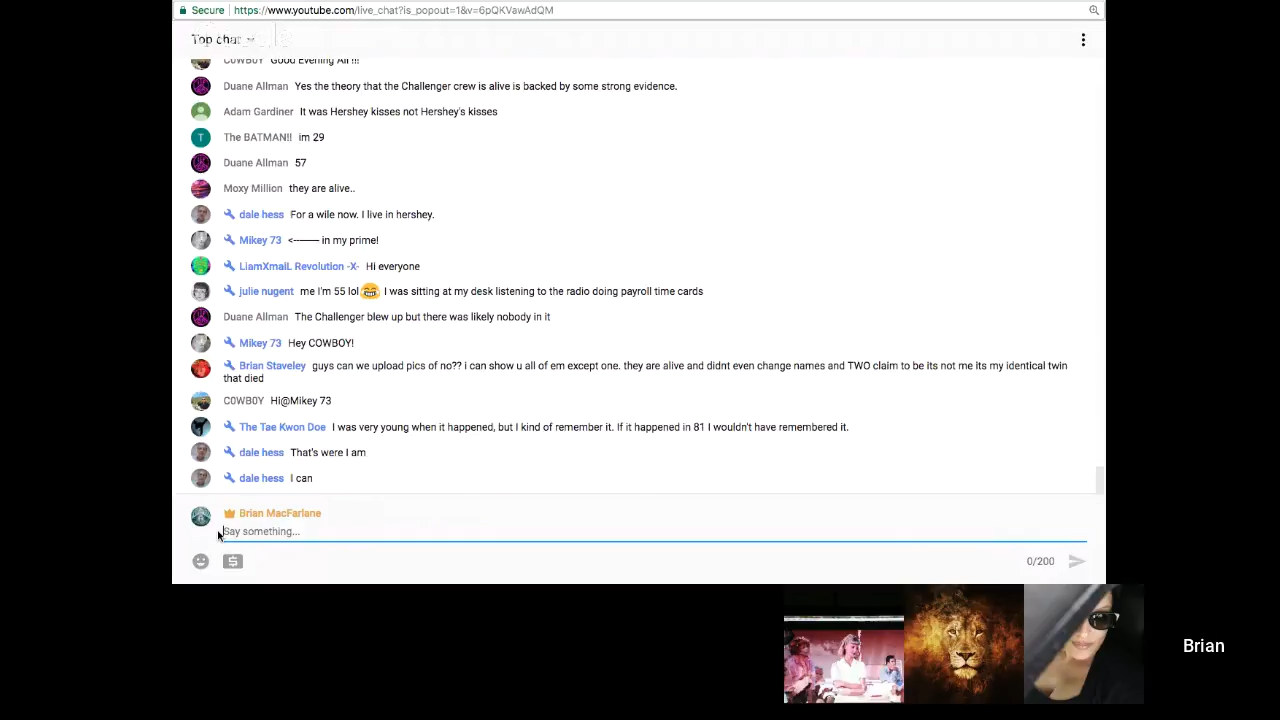 Secure https://www.youtube.com/live_chat?is_popout=1&v=6pQKVawAdQM
Top chat
C0WB0Y Good Evening All !!!
Duane Allman Yes the theory that the Challenger crew is alive is backed by some strong evidence.
Adam Gardiner It was Hershey kisses not Hershey's kisses
T The BATMAN!! im 29
Duane Allman 57
Moxy Million they are alive..
dale hess For a wile now. I live in hershey.
Mikey 73 <-------- in my prime!
LiamXmaiL Revolution -X- Hi everyone
julie nugent me I'm 55 lol😁 I was sitting at my desk listening to the radio doing payroll time cards
Duane Allman The Challenger blew up but there was likely nobody in it
Mikey 73 Hey COWBOY!
Brian Staveley guys can we upload pics of no?? i can show u all of em except one. they are alive and didnt even change names and TWO claim to be its not me its my identical twin
that died
C0WB0Y Hi@Mikey 73
The Tae Kwon Doe I was very young when it happened, but I kind of remember it. If it happened in 81 I wouldn't have remembered it.
dale hess That's were I am
dale hess I can
Brian MacFarlane
Say something...
0/200
Brian